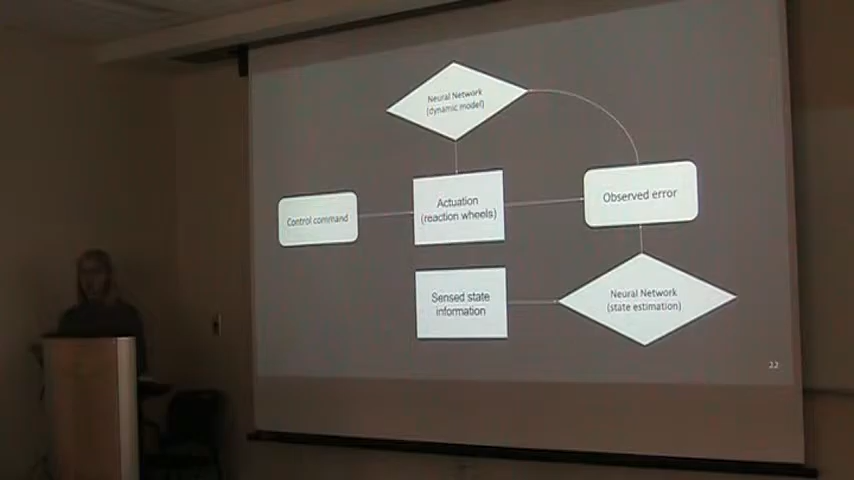 Neural Network
(dynamic model)
Control command
Actuation
(reaction wheels)
Observed error
Sensed state
information
Neural Network
(state estimation)
22